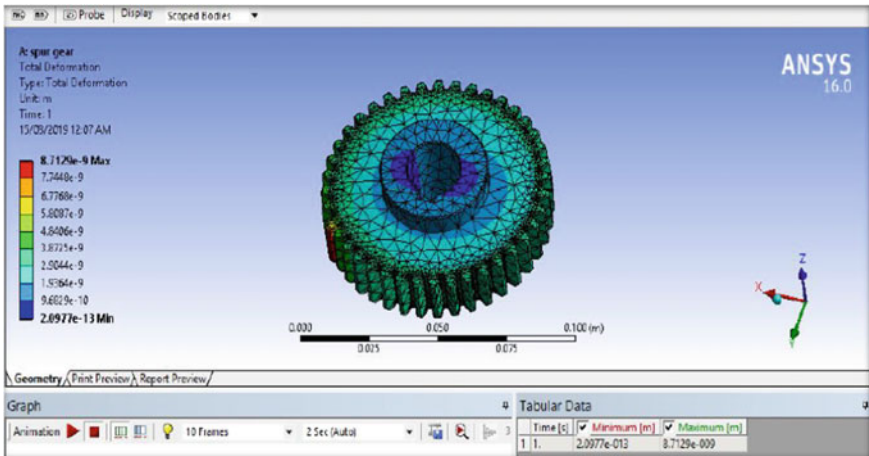 Probe Display Scoped Bodies
A: spur gear
Total Deformation
Type: Total Deformation
Unit: m
Time: 1
15/03/2019 12:07 AM
8.7129e-9 Max
7.7448e-9
6.7768e-9
5.8087e-9
4.8406e-9
3.8725e-9
2.9044e-9
1.9364e-9
9.6829e-10
2.0977e-13 Min
ANSYS
16.0
Z
X
Y
0.000 0.050 0.100 (m)
0.025 0.075
Geometry Print Preview Report Preview
Graph
Animation 10 Frames 2 Sec (Auto) 3
Tabular Data
Time [s] Minimum [m] Maximum [m]
1 1. 2.0977e-013 8.7129e-009